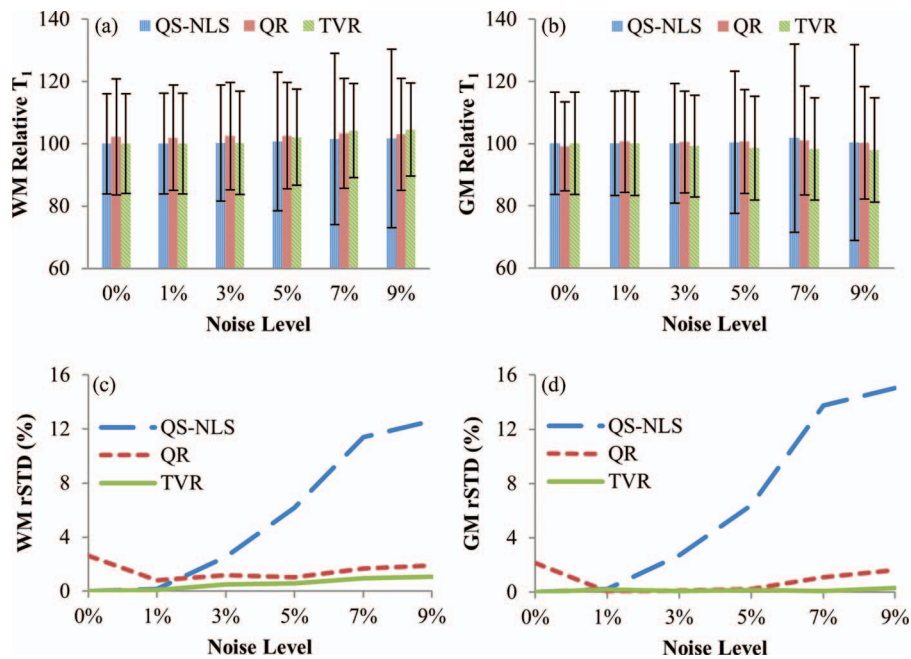 (a) QS-NLS QR TVR
WM Relative T1
140
120
100
80
60
0% 1% 3% 5% 7% 9%
Noise Level
(b) QS-NLS QR TVR
GM Relative T1
140
120
100
80
60
0% 1% 3% 5% 7% 9%
Noise Level
(c)
WM rSTD (%)
16
12
8
4
0
QS-NLS
QR
TVR
0% 1% 3% 5% 7% 9%
Noise Level
(d)
GM rSTD (%)
16
12
8
4
0
QS-NLS
QR
TVR
0% 1% 3% 5% 7% 9%
Noise Level